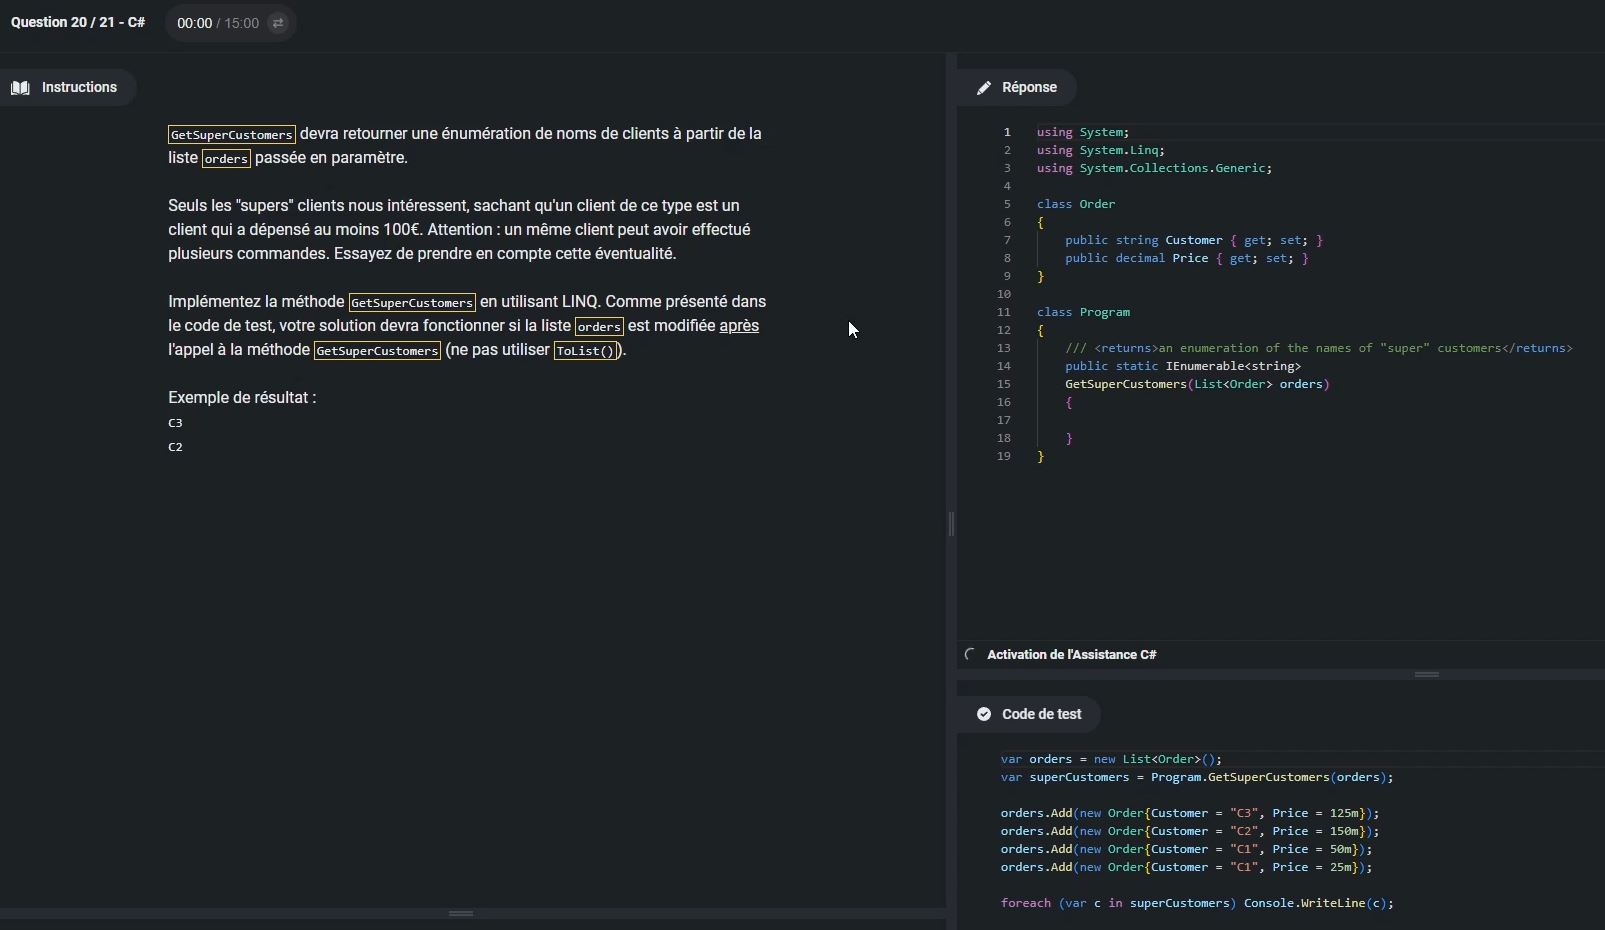 Question 20 / 21 - C#
00:00 / 15:00
Instructions
GetSuperCustomers devra retourner une énumération de noms de clients à partir de la
liste orders passée en paramètre.
Seuls les "supers" clients nous intéressent, sachant qu'un client de ce type est un
client qui a dépensé au moins 100€. Attention : un même client peut avoir effectué
plusieurs commandes. Essayez de prendre en compte cette éventualité.
Implémentez la méthode GetSuperCustomers en utilisant LINQ. Comme présenté dans
le code de test, votre solution devra fonctionner si la liste orders est modifiée après
l'appel à la méthode GetSuperCustomers (ne pas utiliser ToList()).
Exemple de résultat :
C3
C2
Réponse
1 using System;
2 using System.Linq;
3 using System.Collections.Generic;
4
5 class Order
6 {
7 public string Customer { get; set; }
8 public decimal Price { get; set; }
9 }
10
11 class Program
12 {
13 /// <returns>an enumeration of the names of "super" customers</returns>
14 public static IEnumerable<string>
15 GetSuperCustomers(List<Order> orders)
16 {
17
18 }
19 }
Activation de l'Assistance C#
Code de test
var orders = new List<Order>();
var superCustomers = Program.GetSuperCustomers(orders);
orders.Add(new Order{Customer = "C3", Price = 125m});
orders.Add(new Order{Customer = "C2", Price = 150m});
orders.Add(new Order{Customer = "C1", Price = 50m});
orders.Add(new Order{Customer = "C1", Price = 25m});
foreach (var c in superCustomers) Console.WriteLine(c);